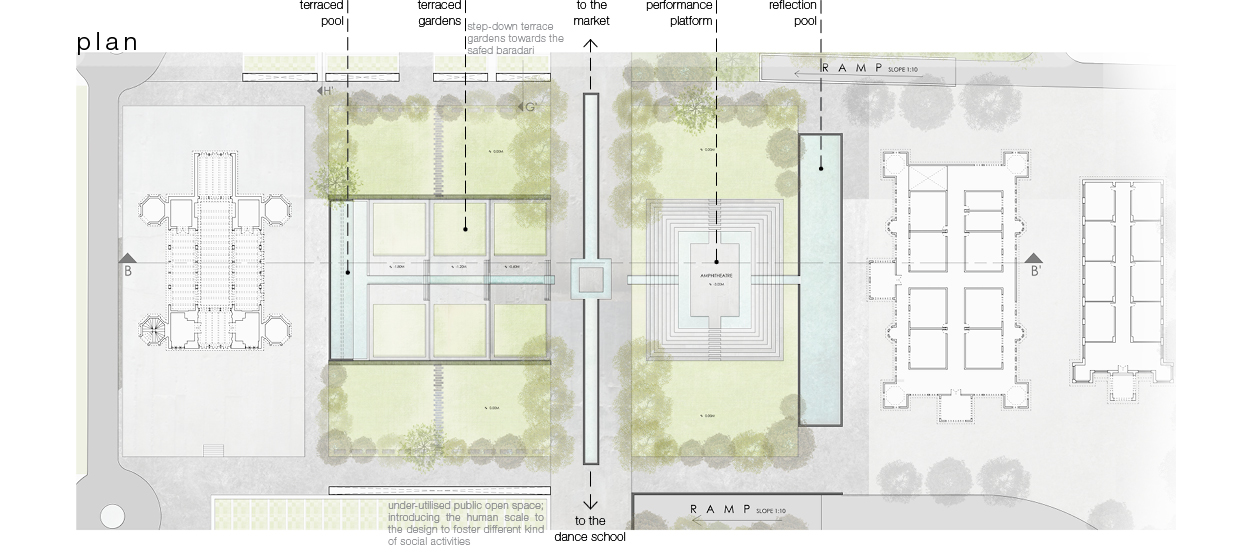 terraced
pool
terraced
gardens
to the
market
performance
platform
reflection
pool
step-down terrace
gardens towards the
safed baradari
plan
RAMP SLOPE 1:10
H'
G'
B
B'
AMPHITHEATRE
under-utilised public open space;
introducing the human scale to
the design to foster different kind
of social activities
to the
dance school
RAMP SLOPE 1:10